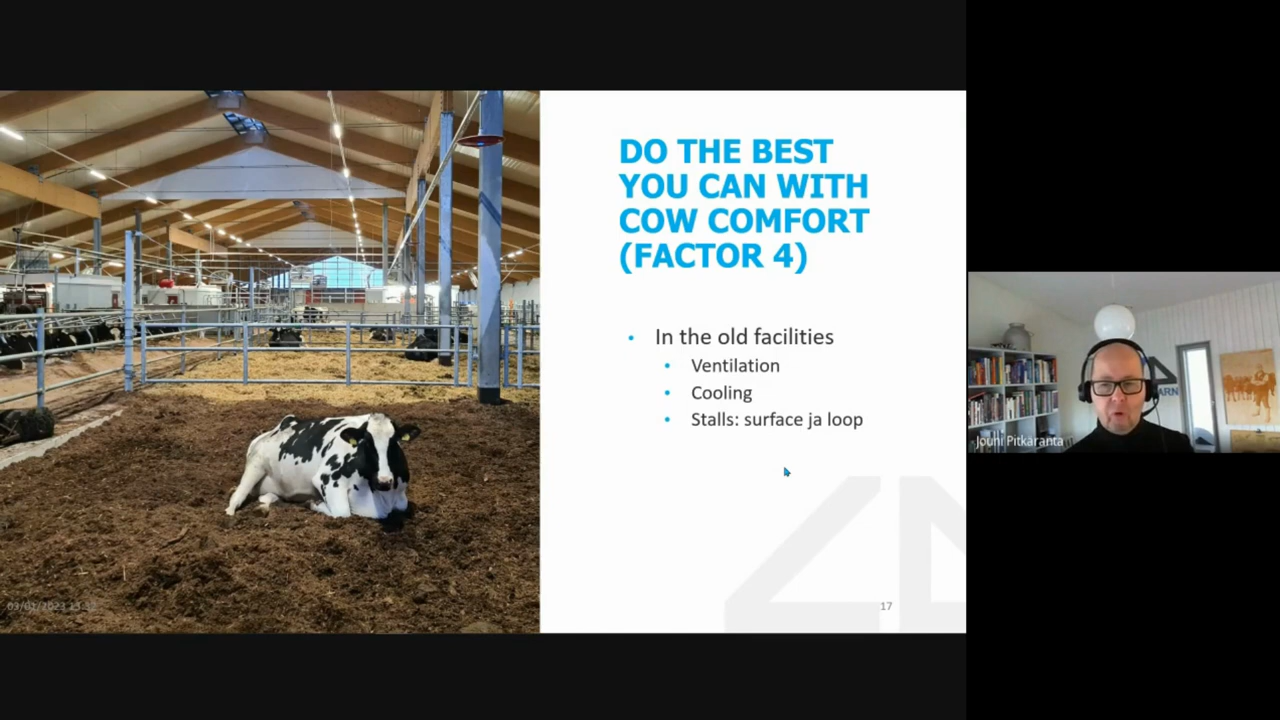 DO THE BEST
YOU CAN WITH
COW COMFORT
(FACTOR 4)
• In the old facilities
• Ventilation
• Cooling
• Stalls: surface ja loop
17
ARN
Jouni Pitkäranta